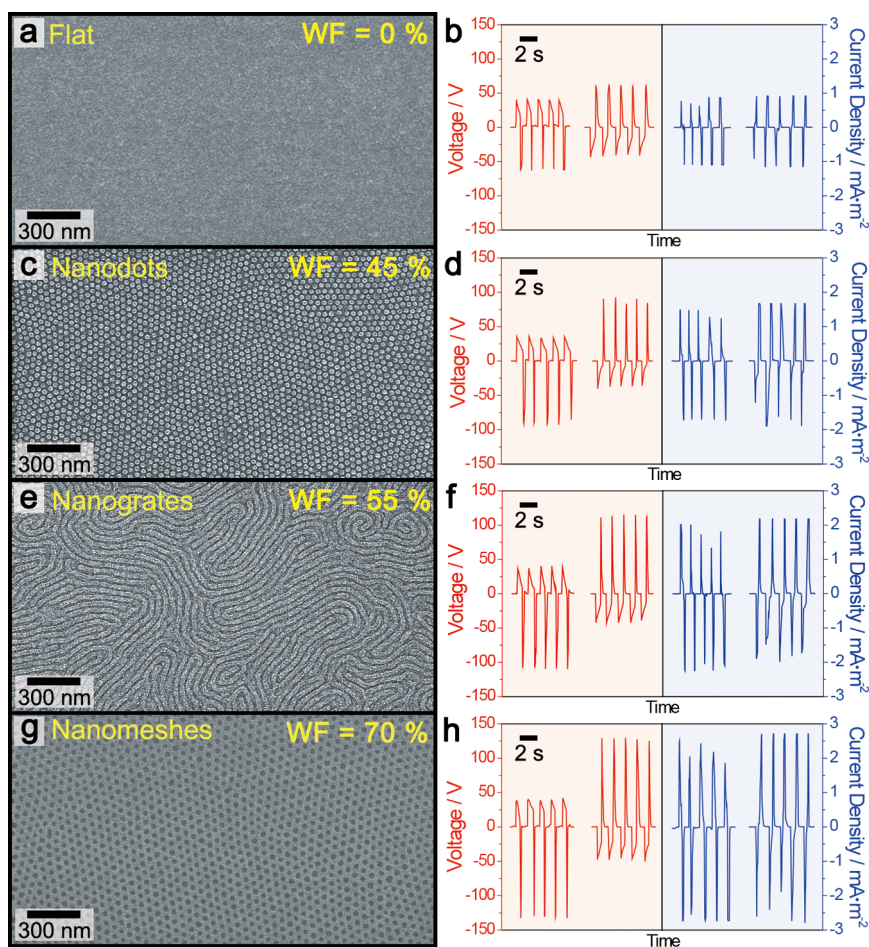 a Flat WF = 0 %
300 nm
b
150
100
50
0
-50
-100
-150
Voltage / V
2 s
3
2
1
0
-1
-2
-3
Current Density / mA·m-2
Time
c Nanodots WF = 45 %
300 nm
d
150
100
50
0
-50
-100
-150
Voltage / V
2 s
3
2
1
0
-1
-2
-3
Current Density / mA·m-2
Time
e Nanogrates WF = 55 %
300 nm
f
150
100
50
0
-50
-100
-150
Voltage / V
2 s
3
2
1
0
-1
-2
-3
Current Density / mA·m-2
Time
g Nanomeshes WF = 70 %
300 nm
h
150
100
50
0
-50
-100
-150
Voltage / V
2 s
3
2
1
0
-1
-2
-3
Current Density / mA·m-2
Time